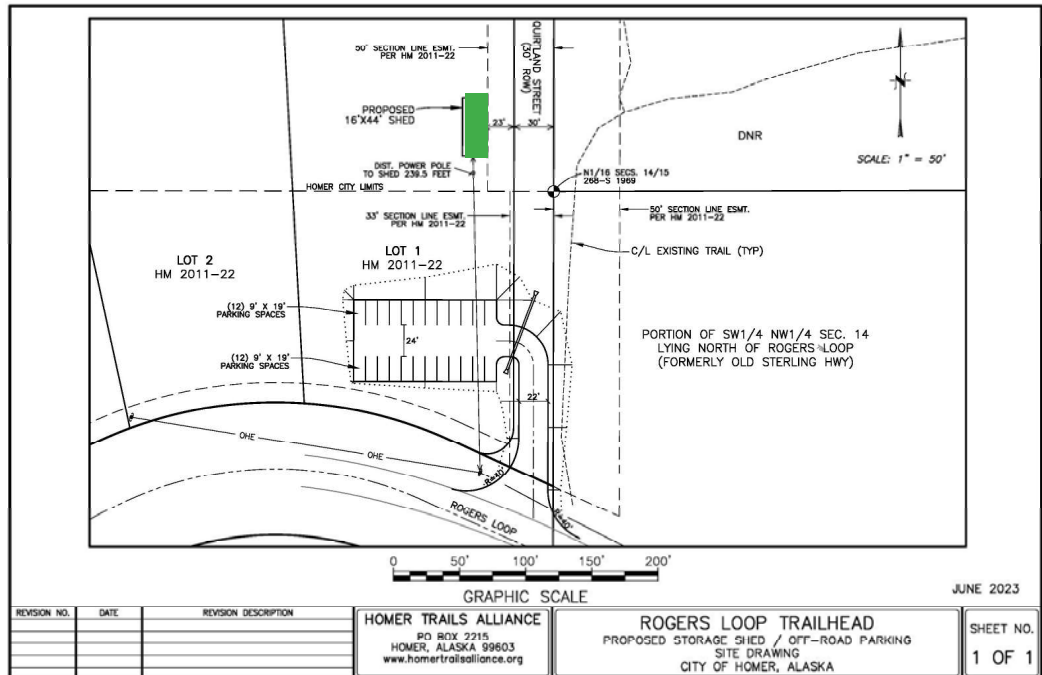 50' SECTION LINE ESMT.
PER HM 2011-22
QUIRTLAND STREET
(30' ROW)
PROPOSED
16'X44' SHED
23'
30'
N
DNR
SCALE: 1" = 50'
DIST. POWER POLE
TO SHED 239.5 FEET
N1/16 SECS. 14/15
268-S 1969
HOMER CITY LIMITS
33' SECTION LINE ESMT.
PER HM 2011-22
50' SECTION LINE ESMT.
PER HM 2011-22
LOT 2
HM 2011-22
LOT 1
HM 2011-22
C/L EXISTING TRAIL (TYP)
(12) 9' X 19'
PARKING SPACES
24'
(12) 9' X 19'
PARKING SPACES
PORTION OF SW1/4 NW1/4 SEC. 14
LYING NORTH OF ROGERS LOOP
(FORMERLY OLD STERLING HWY)
22'
OHE
OHE
R=40'
ROGERS LOOP
0 50' 100' 150' 200'
GRAPHIC SCALE
JUNE 2023
REVISION NO. DATE REVISION DESCRIPTION
HOMER TRAILS ALLIANCE
PO BOX 2215
HOMER, ALASKA 99603
www.homertrailsalliance.org
ROGERS LOOP TRAILHEAD
PROPOSED STORAGE SHED / OFF-ROAD PARKING
SITE DRAWING
CITY OF HOMER, ALASKA
SHEET NO.
1 OF 1